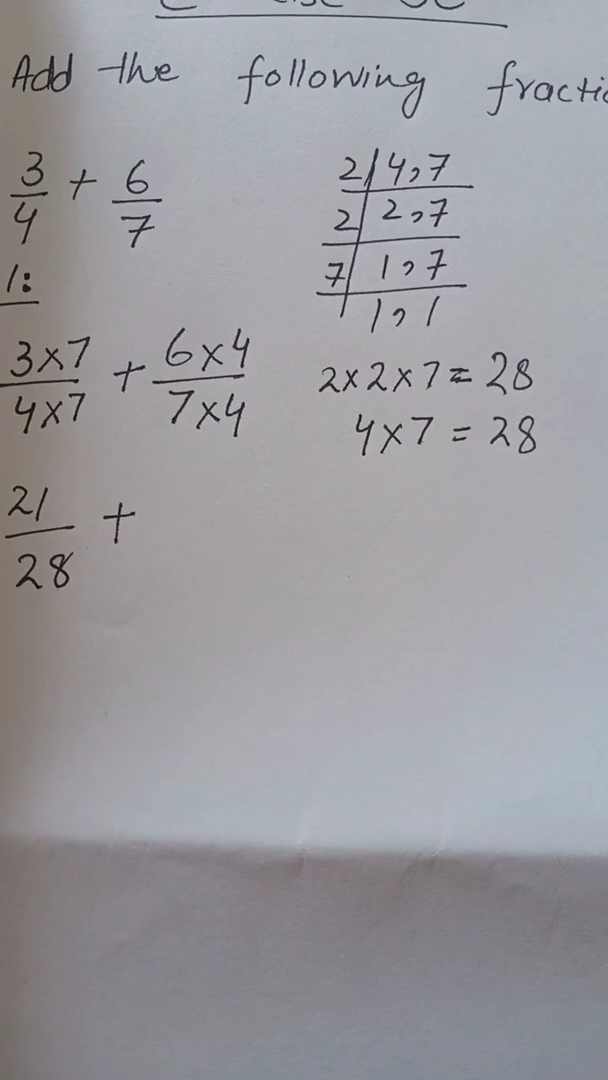 Add the following
3/4 + 6/7
2 | 4, 7
2 | 2, 7
7 | 1, 7
1, 1
1:
3×7/4×7 + 6×4/7×4
2×2×7 = 28
4×7 = 28
21/28 +